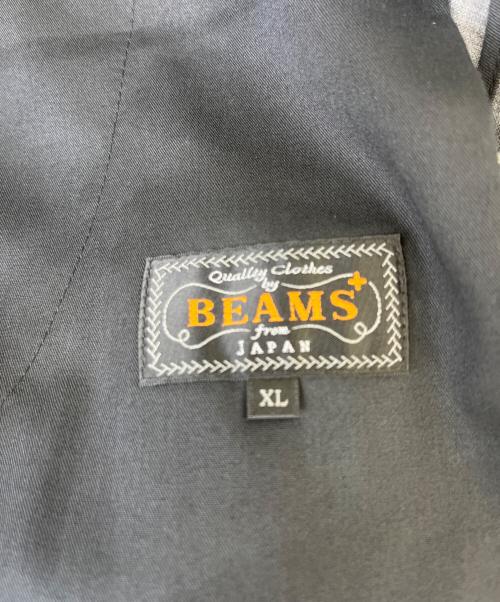 Quality Clothes
by
BEAMS+
from
JAPAN
XL